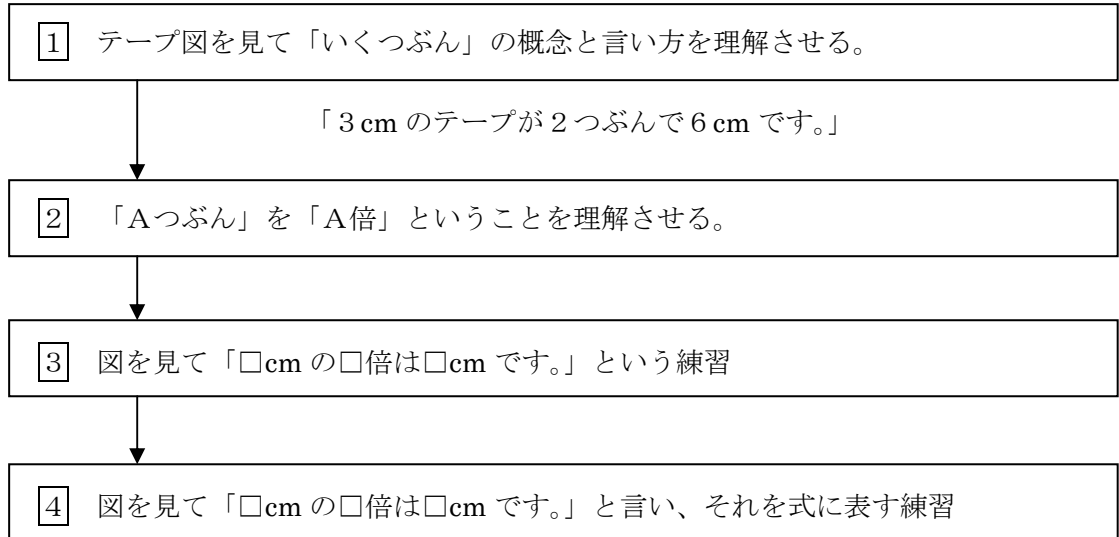 1 テープ図を見て「いくつぶん」の概念と言い方を理解させる。
「３cm のテープが２つぶんで６cm です。」
2 「Ａつぶん」を「Ａ倍」ということを理解させる。
3 図を見て「□cm の□倍は□cm です。」という練習
4 図を見て「□cm の□倍は□cm です。」と言い、それを式に表す練習